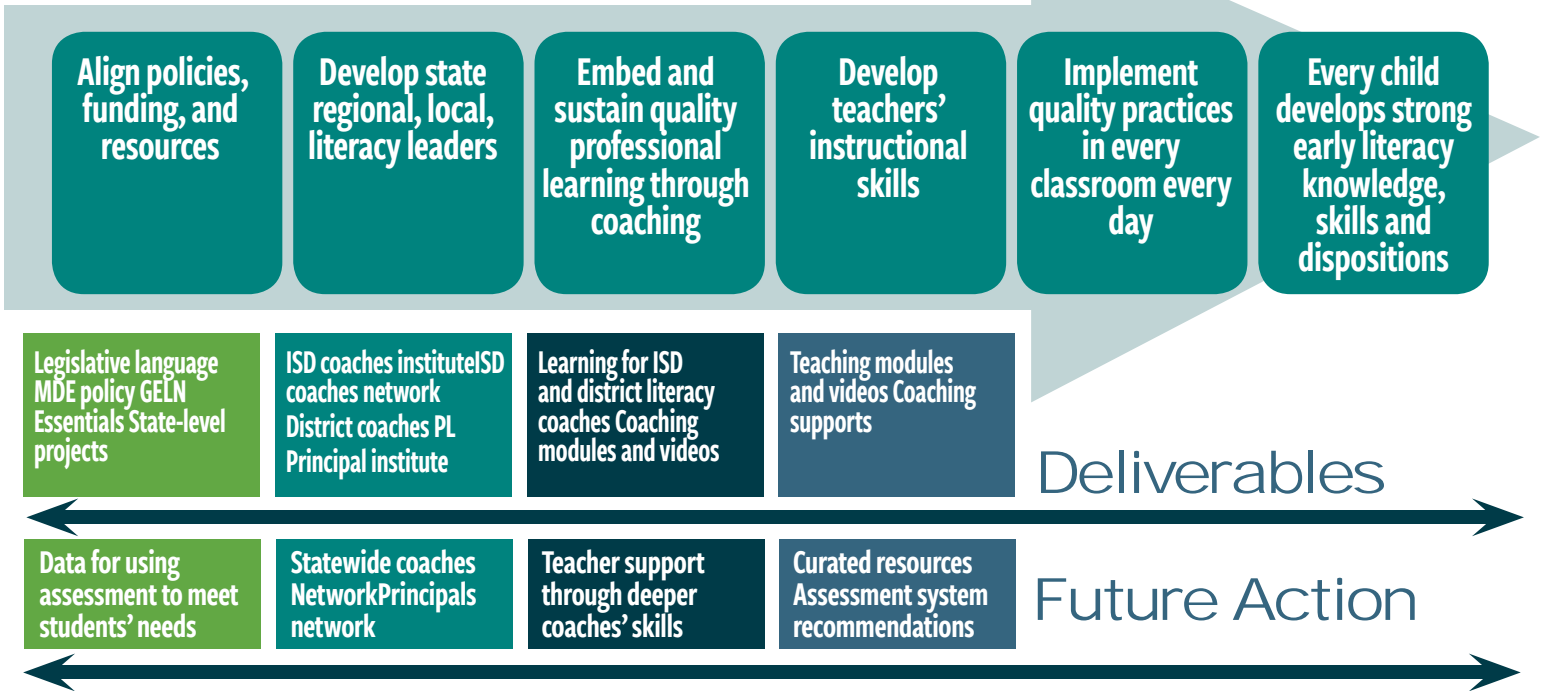 Align policies,
funding, and
resources
Develop state
regional, local,
literacy leaders
Embed and
sustain quality
professional
learning through
coaching
Develop
teachers’
instructional
skills
Implement
quality practices
in every
classroom every
day
Every child
develops strong
early literacy
knowledge,
skills and
dispositions
Legislative language
MDE policy GELN
Essentials State-level
projects
ISD coaches instituteISD
coaches network
District coaches PL
Principal institute
Learning for ISD
and district literacy
coaches Coaching
modules and videos
Teaching modules
and videos Coaching
supports
Deliverables
Data for using
assessment to meet
students’ needs
Statewide coaches
NetworkPrincipals
network
Teacher support
through deeper
coaches’ skills
Curated resources
Assessment system
recommendations
Future Action